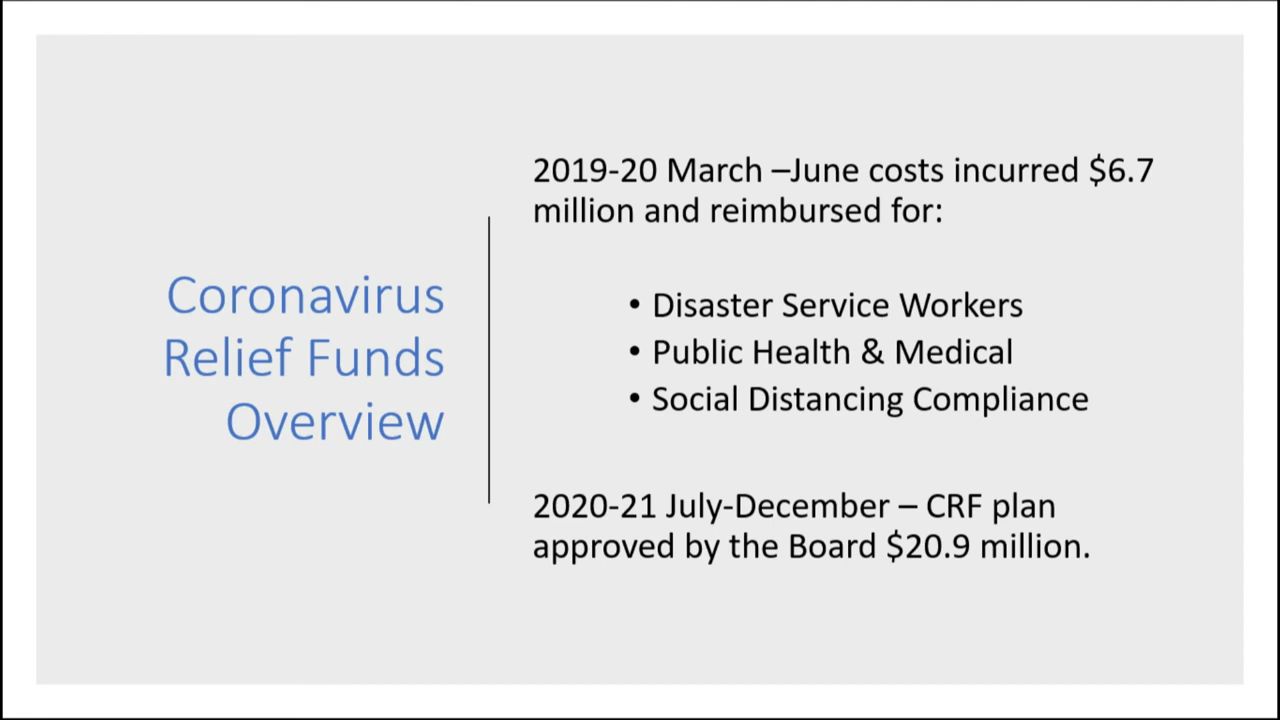 Coronavirus
Relief Funds
Overview
2019-20 March –June costs incurred $6.7
million and reimbursed for:
• Disaster Service Workers
• Public Health & Medical
• Social Distancing Compliance
2020-21 July-December – CRF plan
approved by the Board $20.9 million.